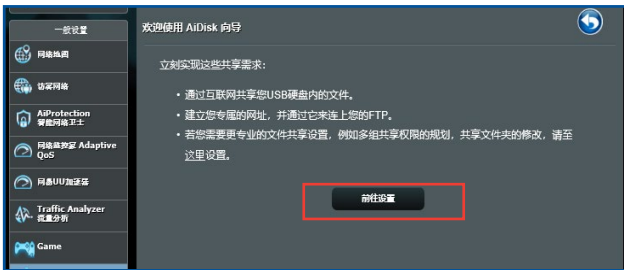 一般设置
网络地图
访客网络
AiProtection
智能网络卫士
网络监控家 Adaptive
QoS
网易UU加速器
Traffic Analyzer
流量分析
Game
欢迎使用 AiDisk 向导
立刻实现这些共享需求：
• 通过互联网共享您USB硬盘内的文件。
• 建立您专属的网址，并通过它来连上您的FTP。
• 若您需要更专业的文件共享设置，例如多组共享权限的规划，共享文件夹的修改，请至
这里设置。
前往设置